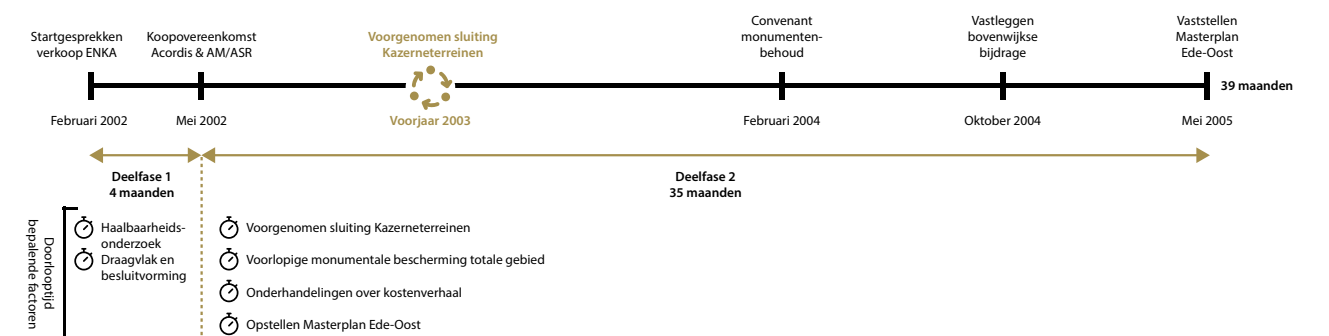 Startgesprekken
verkoop ENKA
Koopovereenkomst
Acordis & AM/ASR
Voorgenomen sluiting
Kazerneterreinen
Convenant
monumenten-
behoud
Vastleggen
bovenwijkse
bijdrage
Vaststellen
Masterplan
Ede-Oost
39 maanden
Februari 2002
Mei 2002
Voorjaar 2003
Februari 2004
Oktober 2004
Mei 2005
Deelfase 1
4 maanden
Deelfase 2
35 maanden
Doorlooptijd
bepalende factoren
Haalbaarheids-
onderzoek
Draagvlak en
besluitvorming
Voorgenomen sluiting Kazerneterreinen
Voorlopige monumentale bescherming totale gebied
Onderhandelingen over kostenverhaal
Opstellen Masterplan Ede-Oost